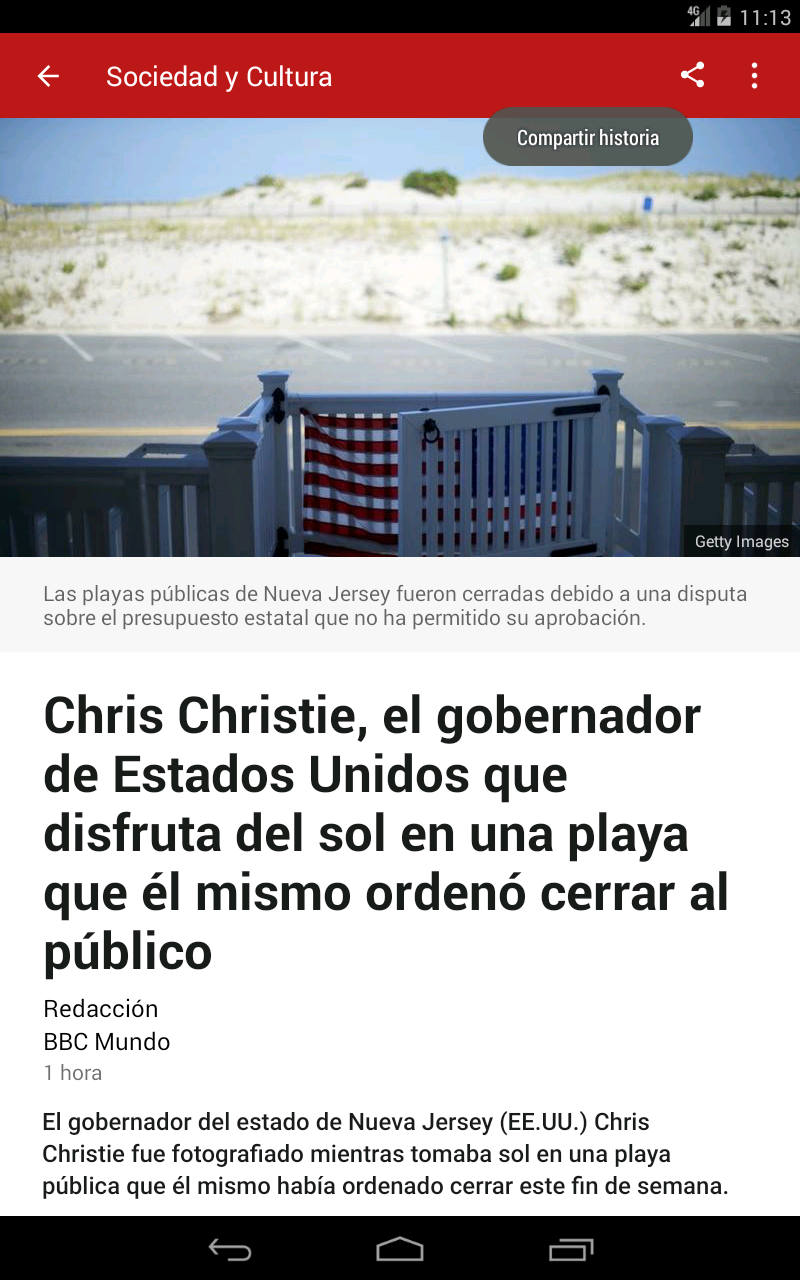 4G 11:13
Sociedad y Cultura
Compartir historia
Getty Images
Las playas públicas de Nueva Jersey fueron cerradas debido a una disputa
sobre el presupuesto estatal que no ha permitido su aprobación.
Chris Christie, el gobernador
de Estados Unidos que
disfruta del sol en una playa
que él mismo ordenó cerrar al
público
Redacción
BBC Mundo
1 hora
El gobernador del estado de Nueva Jersey (EE.UU.) Chris
Christie fue fotografiado mientras tomaba sol en una playa
pública que él mismo había ordenado cerrar este fin de semana.